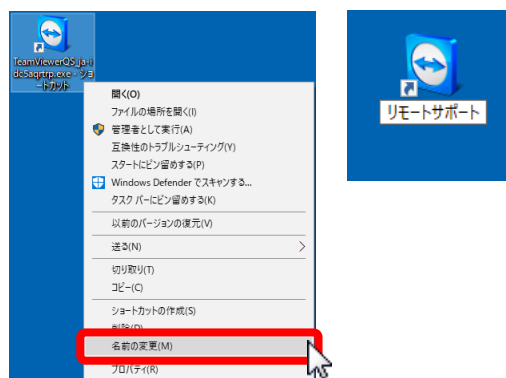 TeamViewerQS_ja-i
dc5aqrtrp.exe - ショ
ートカット
開く(O)
ファイルの場所を開く(I)
管理者として実行(A)
互換性のトラブルシューティング(Y)
スタートにピン留めする(P)
Windows Defender でスキャンする...
タスク バーにピン留めする(K)
以前のバージョンの復元(V)
送る(N)
切り取り(T)
コピー(C)
ショートカットの作成(S)
削除(D)
名前の変更(M)
プロパティ(R)
リモートサポート